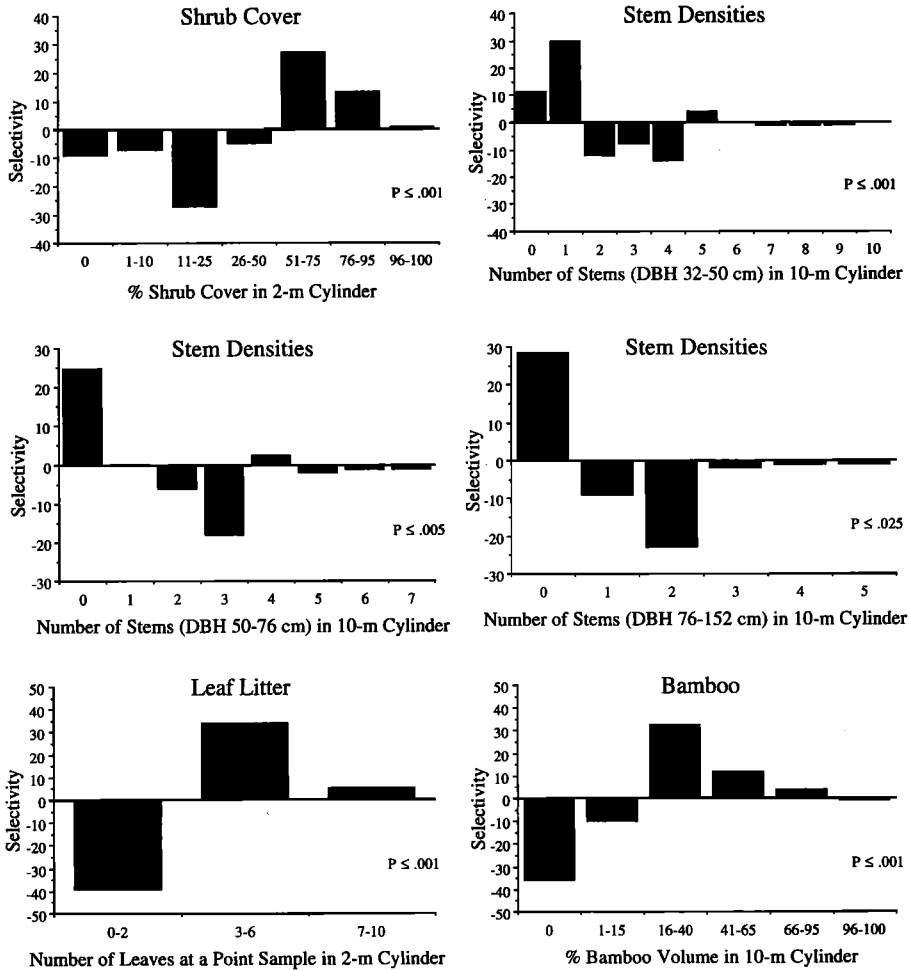 Shrub Cover
Selectivity
40
30
20
10
0
-10
-20
-30
-40
P ≤ .001
0 1-10 11-25 26-50 51-75 76-95 96-100
% Shrub Cover in 2-m Cylinder
Stem Densities
Selectivity
40
30
20
10
0
-10
-20
-30
-40
P ≤ .001
0 1 2 3 4 5 6 7 8 9 10
Number of Stems (DBH 32-50 cm) in 10-m Cylinder
Stem Densities
Selectivity
30
20
10
0
-10
-20
-30
P ≤ .005
0 1 2 3 4 5 6 7
Number of Stems (DBH 50-76 cm) in 10-m Cylinder
Stem Densities
Selectivity
30
20
10
0
-10
-20
-30
P ≤ .025
0 1 2 3 4 5
Number of Stems (DBH 76-152 cm) in 10-m Cylinder
Leaf Litter
Selectivity
50
40
30
20
10
0
-10
-20
-30
-40
-50
P ≤ .001
0-2 3-6 7-10
Number of Leaves at a Point Sample in 2-m Cylinder
Bamboo
Selectivity
50
40
30
20
10
0
-10
-20
-30
-40
-50
P ≤ .001
0 1-15 16-40 41-65 66-95 96-100
% Bamboo Volume in 10-m Cylinder